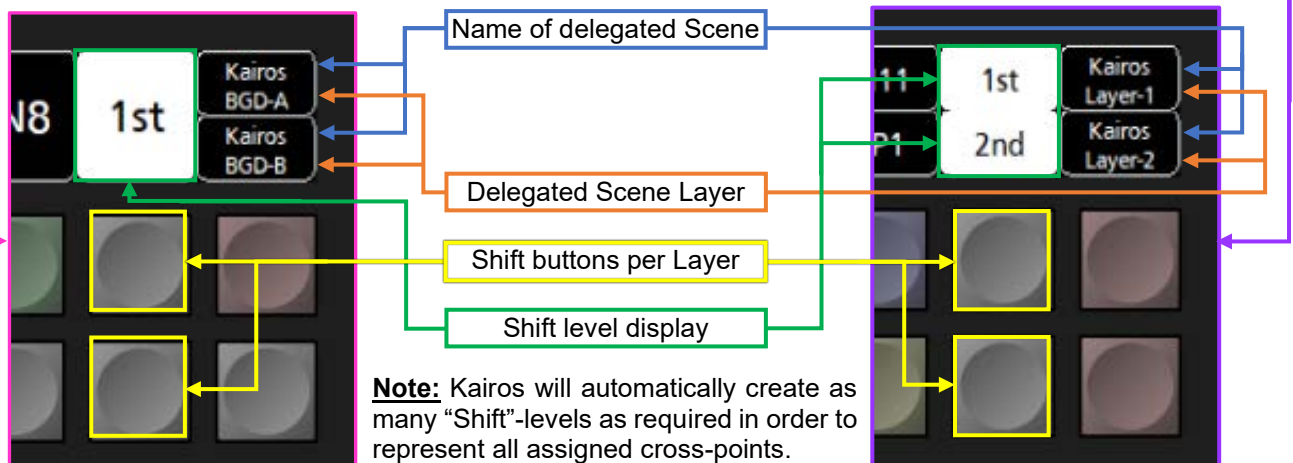 Name of delegated Scene
N8
1st
Kairos
BGD-A
Kairos
BGD-B
1st
2nd
Kairos
Layer-1
Kairos
Layer-2
Delegated Scene Layer
Shift buttons per Layer
Shift level display
Note: Kairos will automatically create as
many “Shift”-levels as required in order to
represent all assigned cross-points.